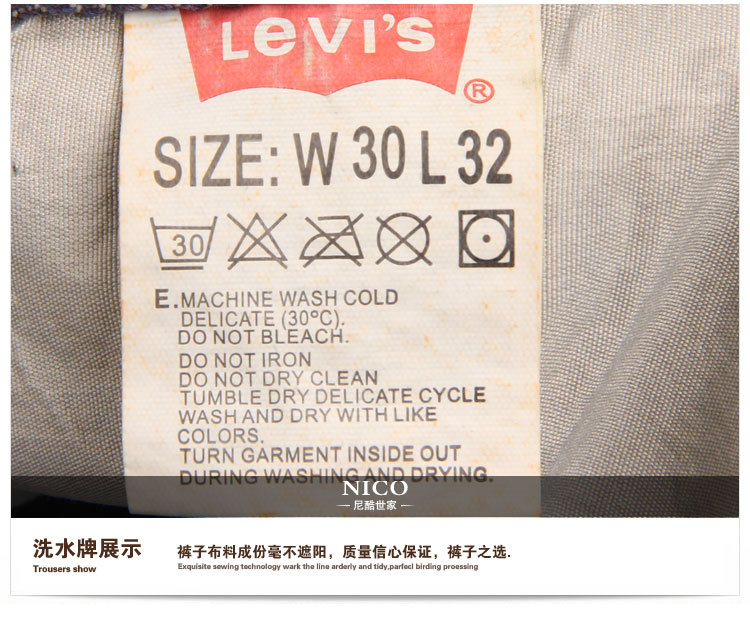 LEVI'S
®
SIZE: W 30 L 32
30
E. MACHINE WASH COLD
DELICATE (30°C).
DO NOT BLEACH.
DO NOT IRON
DO NOT DRY CLEAN
TUMBLE DRY DELICATE CYCLE
WASH AND DRY WITH LIKE
COLORS.
TURN GARMENT INSIDE OUT
DURING WASHING AND DRYING.
NICO
尼酷世家
洗水牌展示
Trousers show
裤子布料成份毫不遮阳，质量信心保证，裤子之选.
Exquisite sewing technology wark the line arderly and tidy,parfecl birding proessing